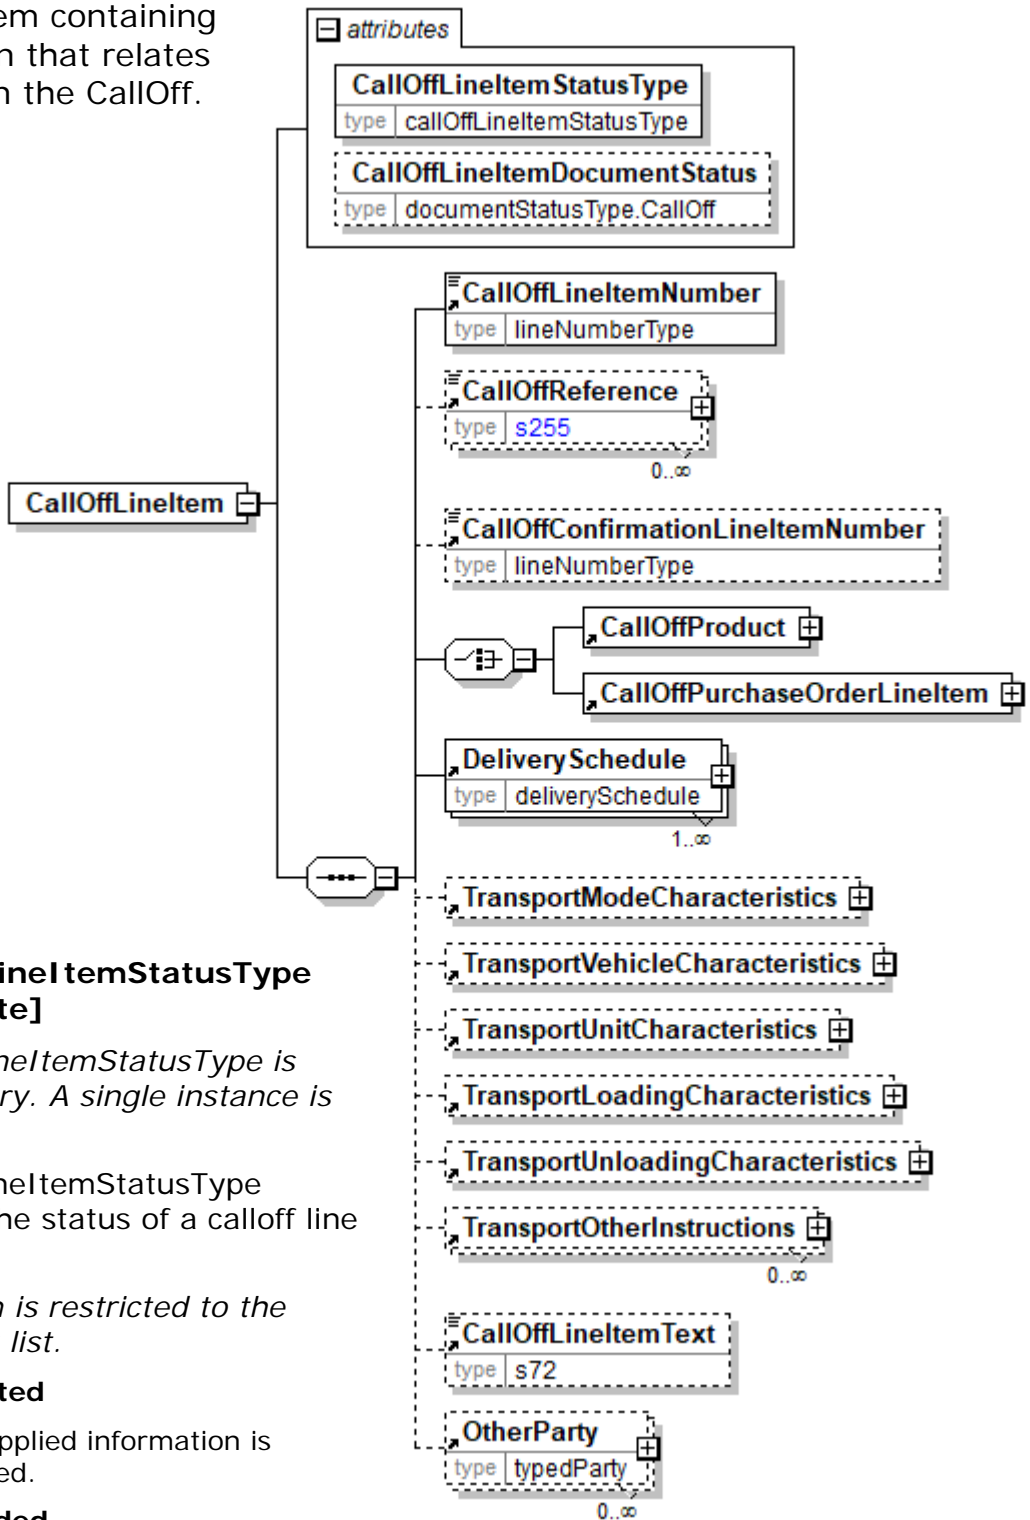 em containing
n that relates
n the CallOff.
attributes
CallOffLineItemStatusType
type callOffLineItemStatusType
CallOffLineItemDocumentStatus
type documentStatusType.CallOff
CallOffLineItemNumber
type lineNumberType
CallOffReference
type s255
0..∞
CallOffLineItem
CallOffConfirmationLineItemNumber
type lineNumberType
CallOffProduct
CallOffPurchaseOrderLineItem
DeliverySchedule
type deliverySchedule
1..∞
TransportModeCharacteristics
TransportVehicleCharacteristics
TransportUnitCharacteristics
TransportLoadingCharacteristics
TransportUnloadingCharacteristics
TransportOtherInstructions
0..∞
CallOffLineItemText
type s72
OtherParty
type typedParty
0..∞
ineItemStatusType
te]
neItemStatusType is
ry. A single instance is
neItemStatusType
ne status of a calloff line
n is restricted to the
list.
ted
pplied information is
ed.
ded